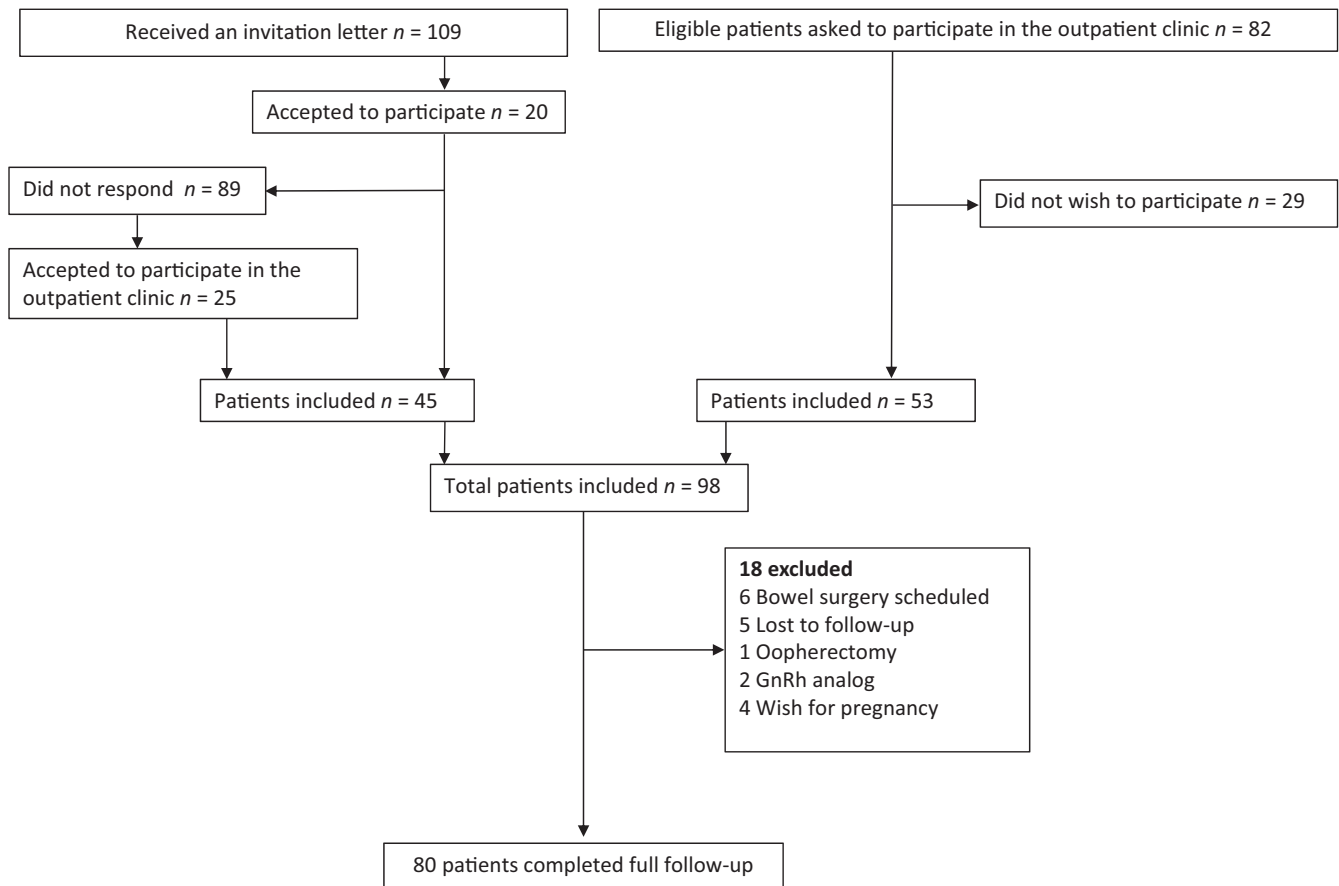 Received an invitation letter n = 109
Eligible patients asked to participate in the outpatient clinic n = 82
Accepted to participate n = 20
Did not respond n = 89
Did not wish to participate n = 29
Accepted to participate in the
outpatient clinic n = 25
Patients included n = 45
Patients included n = 53
Total patients included n = 98
18 excluded
6 Bowel surgery scheduled
5 Lost to follow-up
1 Oopherectomy
2 GnRh analog
4 Wish for pregnancy
80 patients completed full follow-up